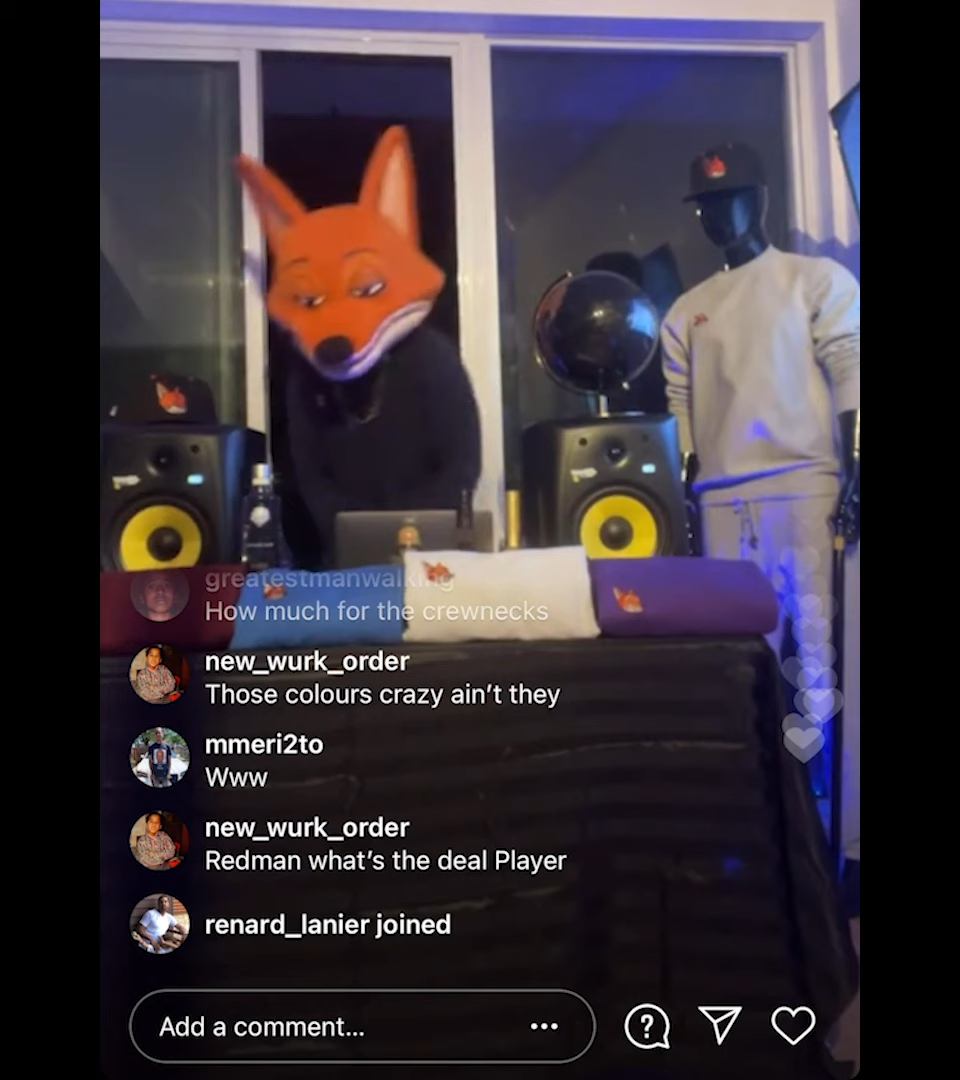 greatestmanwalking
How much for the crewnecks
new_wurk_order
Those colours crazy ain’t they
mmeri2to
Www
new_wurk_order
Redman what’s the deal Player
renard_lanier joined
Add a comment...